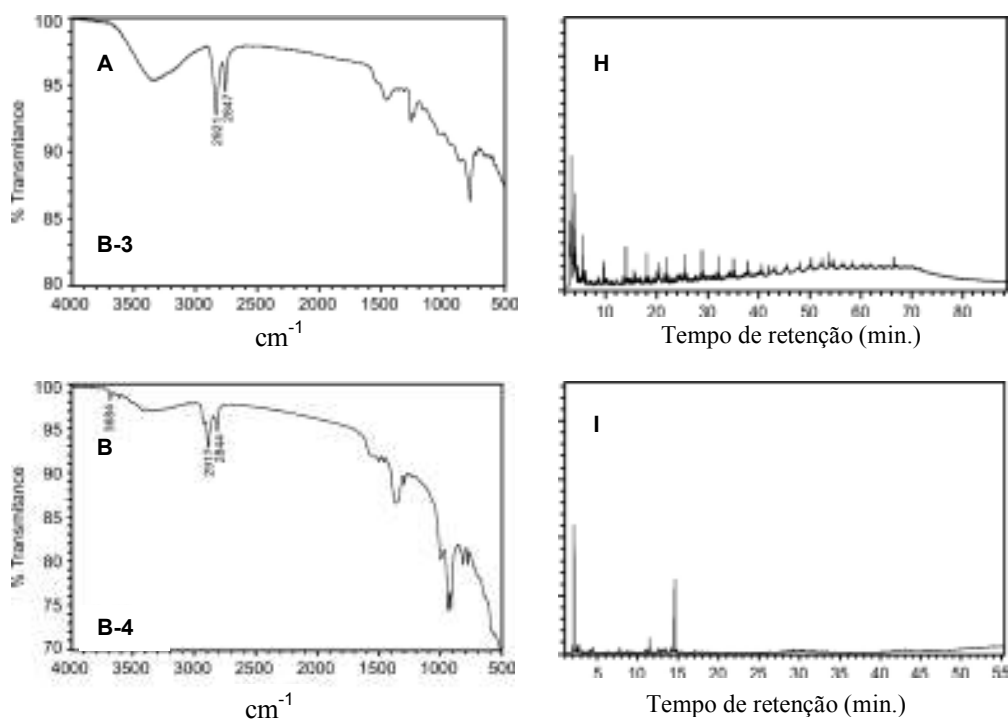 100
95
90
85
80
% Transmitance
A
2921
2847
B-3
4000 3500 3000 2500 2000 1500 1000 500
cm-1
H
10 20 30 40 50 60 70 80
Tempo de retenção (min.)
100
95
90
85
80
75
70
% Transmitance
3694
B
2917
2844
B-4
4000 3500 3000 2500 2000 1500 1000 500
cm-1
I
5 10 15 20 25 30 35 40 45 50 55
Tempo de retenção (min.)